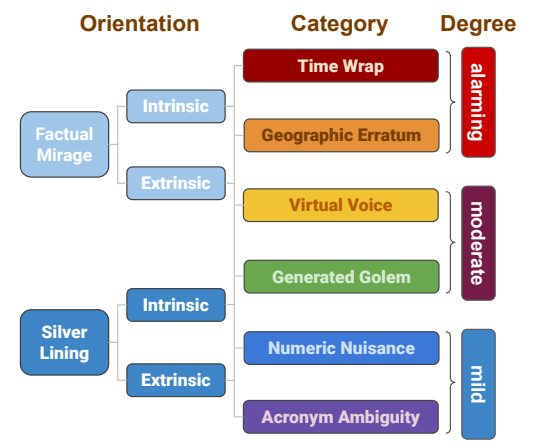 Orientation
Category
Degree
Factual
Mirage
Intrinsic
Extrinsic
Silver
Lining
Intrinsic
Extrinsic
Time Wrap
Geographic Erratum
Virtual Voice
Generated Golem
Numeric Nuisance
Acronym Ambiguity
alarming
moderate
mild